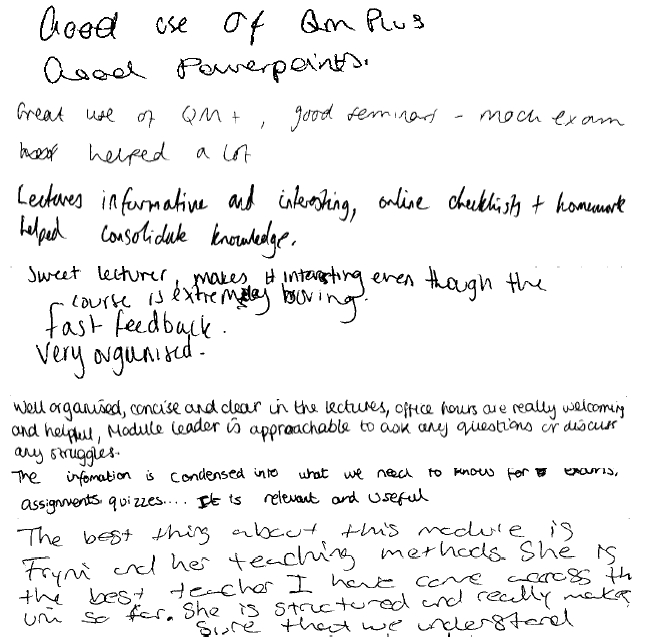 Good use of Qm Plus
Good Powerpoints.
Great use of QM+, good seminars - mock exam
helped a lot
Lectures informative and interesting, online checklists + homework
helped consolidate knowledge.
Sweet lecturer, makes it interesting even though the
course is extremely boring.
fast feedback.
Very organised.
Well organised, concise and clear in the lectures, office hours are really welcoming
and helpful, Module leader is approachable to ask any questions or discuss
any struggles.
The infomation is condensed into what we need to know for exams,
assignments quizzes.... It is relevant and useful
The best thing about this module is
Fryni and her teaching methods. She is
the best teacher I have come across th
uni so far. She is structured and really makes
sure that we understand